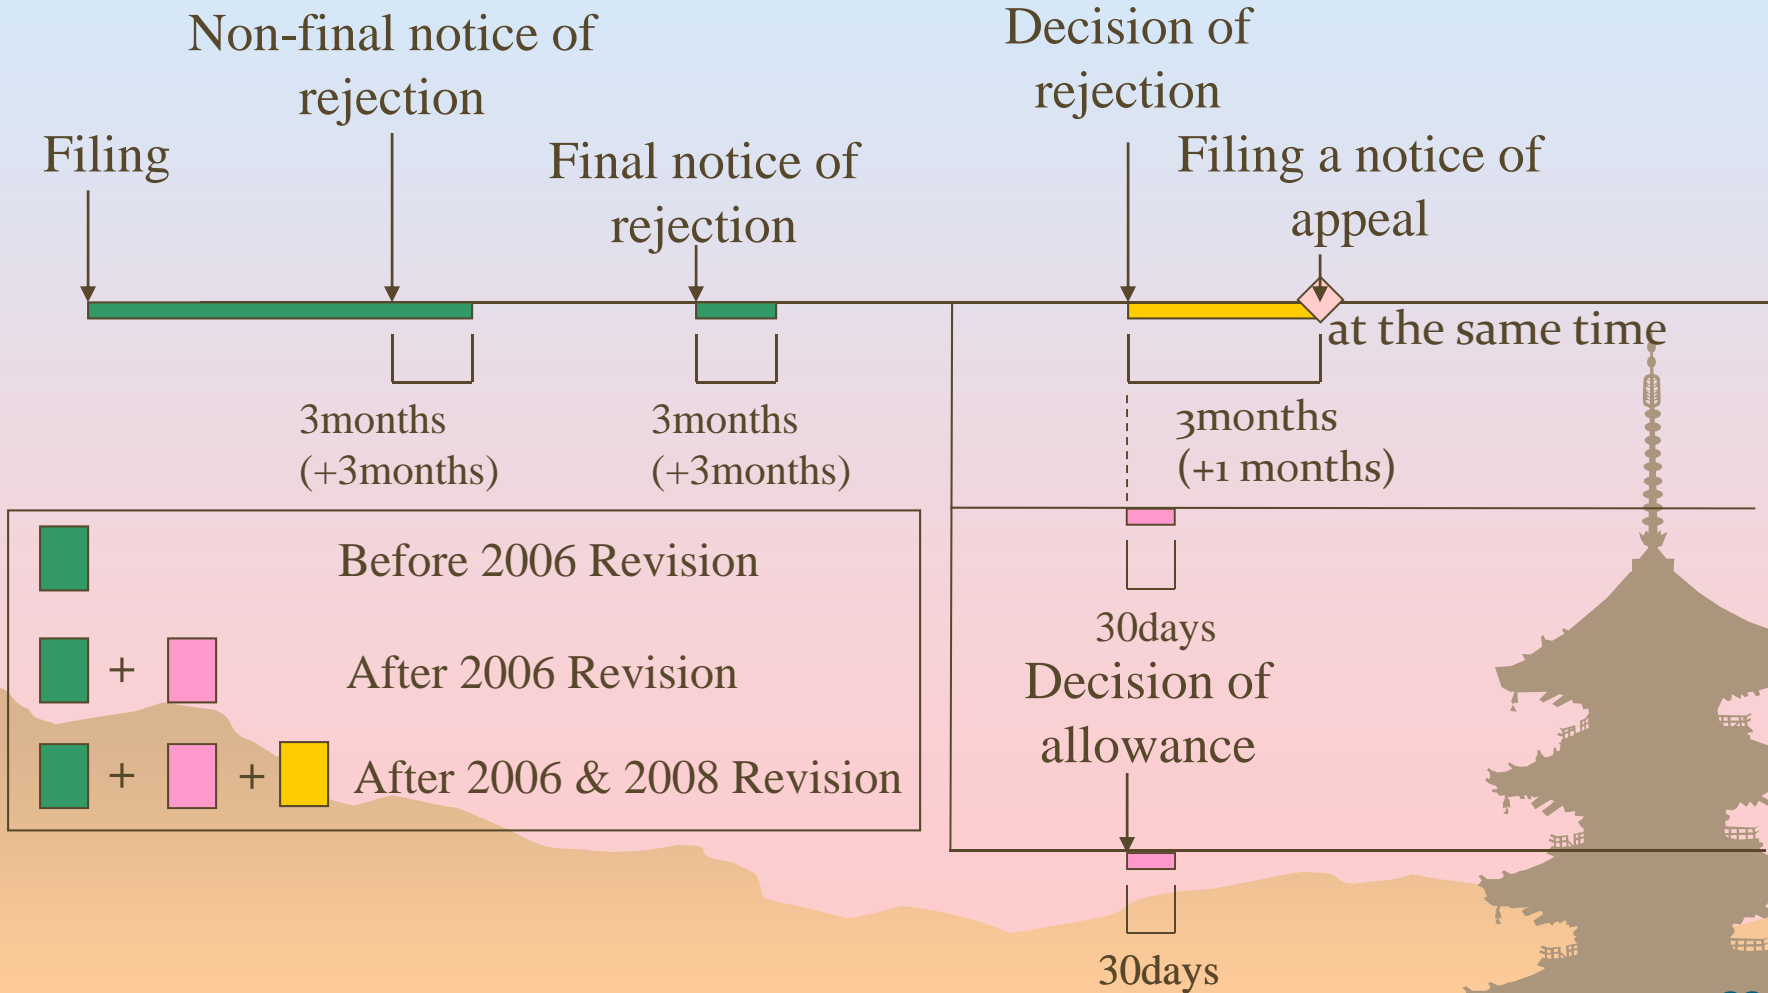 Non-final notice of
rejection
Decision of
rejection
Filing
Final notice of
rejection
Filing a notice of
appeal
at the same time
3months
(+3months)
3months
(+3months)
3months
(+1 months)
30days
Before 2006 Revision
+
After 2006 Revision
+ +
After 2006 & 2008 Revision
Decision of
allowance
30days